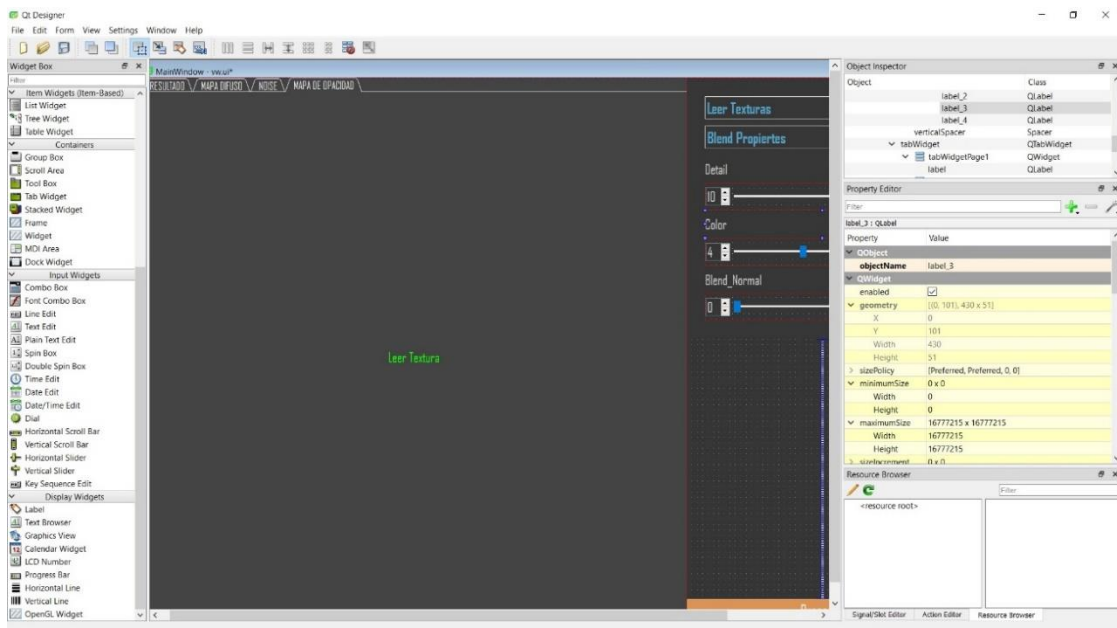 Qt Designer
File Edit Form View Settings Window Help
Widget Box
Filter
Item Widgets (Item-Based)
List Widget
Tree Widget
Table Widget
Containers
Group Box
Scroll Area
Tool Box
Tab Widget
Stacked Widget
Frame
Widget
MDI Area
Dock Widget
Input Widgets
Combo Box
Font Combo Box
Line Edit
Text Edit
Plain Text Edit
Spin Box
Double Spin Box
Time Edit
Date Edit
Date/Time Edit
Dial
Horizontal Scroll Bar
Vertical Scroll Bar
Horizontal Slider
Vertical Slider
Key Sequence Edit
Display Widgets
Label
Text Browser
Graphics View
Calendar Widget
LCD Number
Progress Bar
Horizontal Line
Vertical Line
OpenGL Widget
MainWindow - vw.ui*
RESULTADO MAPA DIFUSO NOISE MAPA DE OPACIDAD
Leer Textura
Leer Texturas
Blend Propiertes
Detail
10
Color
4
Blend_Normal
0
Object Inspector
Object Class
label_2 QLabel
label_3 QLabel
label_4 QLabel
verticalSpacer Spacer
tabWidget QTabWidget
tabWidgetPage1 QWidget
label QLabel
Property Editor
Filter
label_3 : QLabel
Property Value
QObject
objectName label_3
QWidget
enabled
geometry [(0, 101), 430 x 51]
X 0
Y 101
Width 430
Height 51
sizePolicy [Preferred, Preferred, 0, 0]
minimumSize 0 x 0
Width 0
Height 0
maximumSize 16777215 x 16777215
Width 16777215
Height 16777215
sizeIncrement 0 x 0
Resource Browser
Filter
<resource root>
Signal/Slot Editor Action Editor Resource Browser